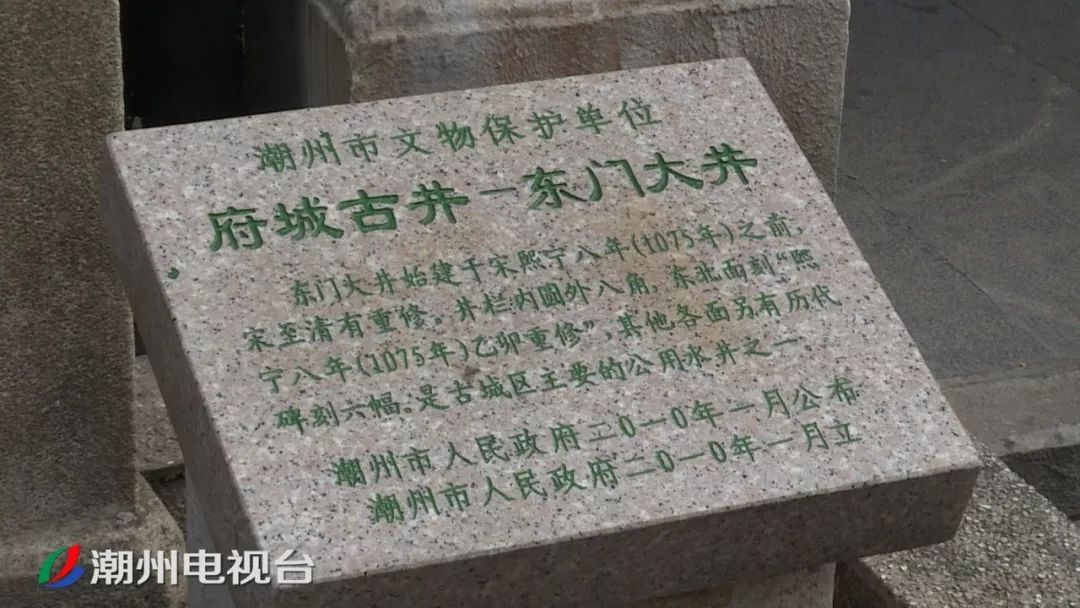 潮州市文物保护单位
府城古井－东门大井
东门大井始建于宋熙宁八年(1075年)之前，
宋至清有重修。井栏内圆外八角，东北面刻“熙
宁八年(1075年)乙卯重修”，其他各面另有历代
碑刻六幅。是古城区主要的公用水井之一
潮州市人民政府二0一0年一月公布
潮州市人民政府二0一0年一月立
潮州电视台